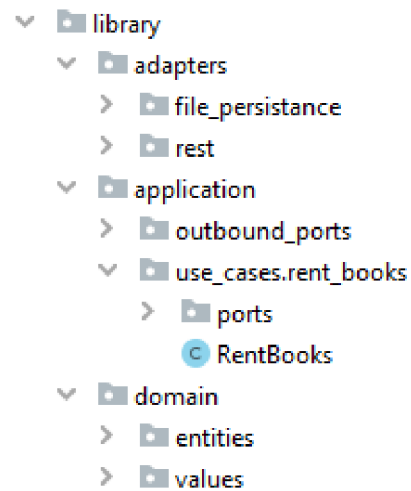 library
adapters
file_persistance
rest
application
outbound_ports
use_cases.rent_books
ports
C RentBooks
domain
entities
values